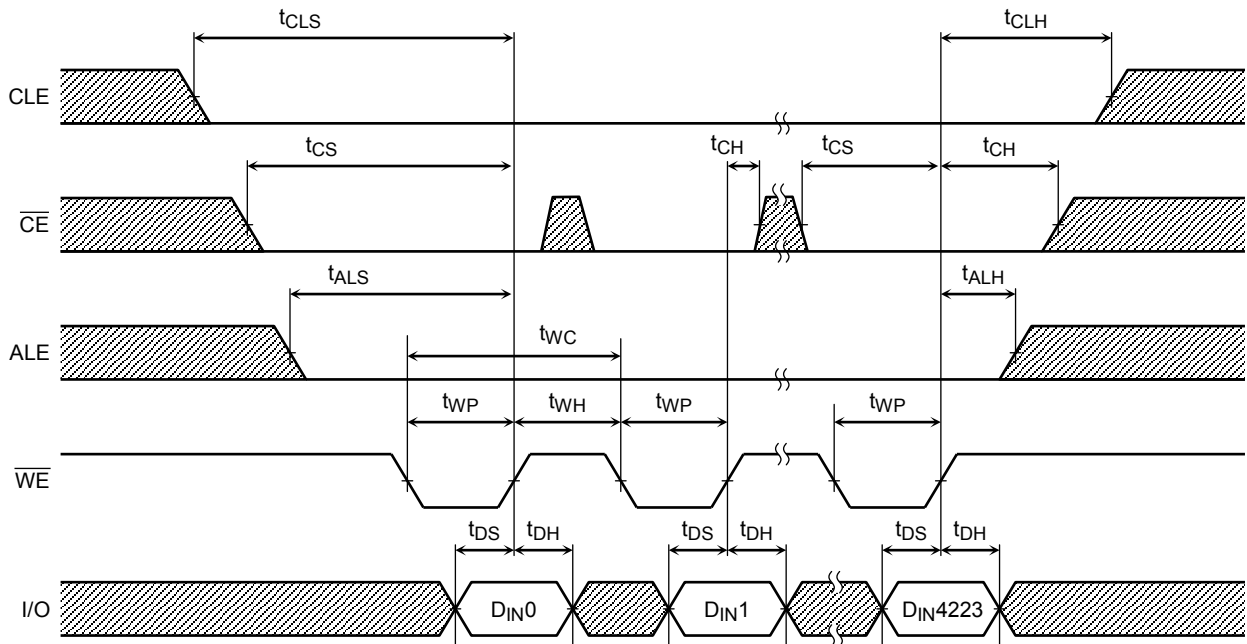 tCLS tCLH
CLE
tCS tCH tCS tCH
CE
tALS tALH
ALE
tWC
tWP tWH tWP tWP
WE
tDS tDH tDS tDH tDS tDH
I/O DIN0 DIN1 DIN4223